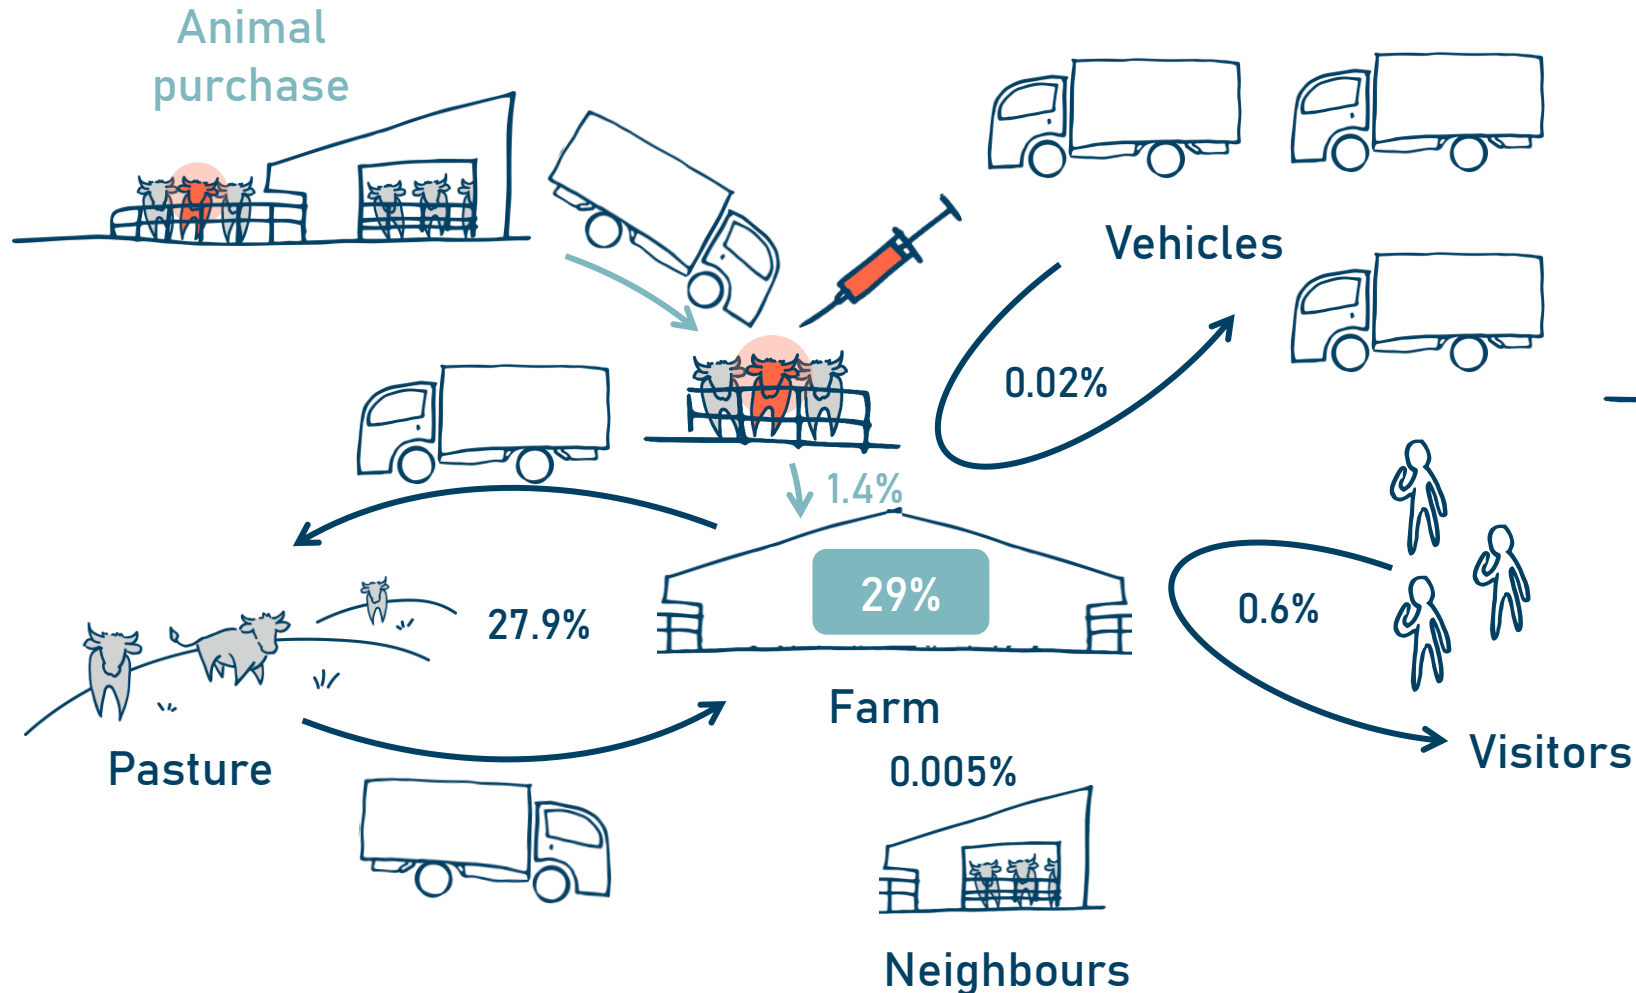 Animal
purchase
Vehicles
0.02%
1.4%
29%
27.9%
0.6%
Farm
Pasture
Visitors
0.005%
Neighbours